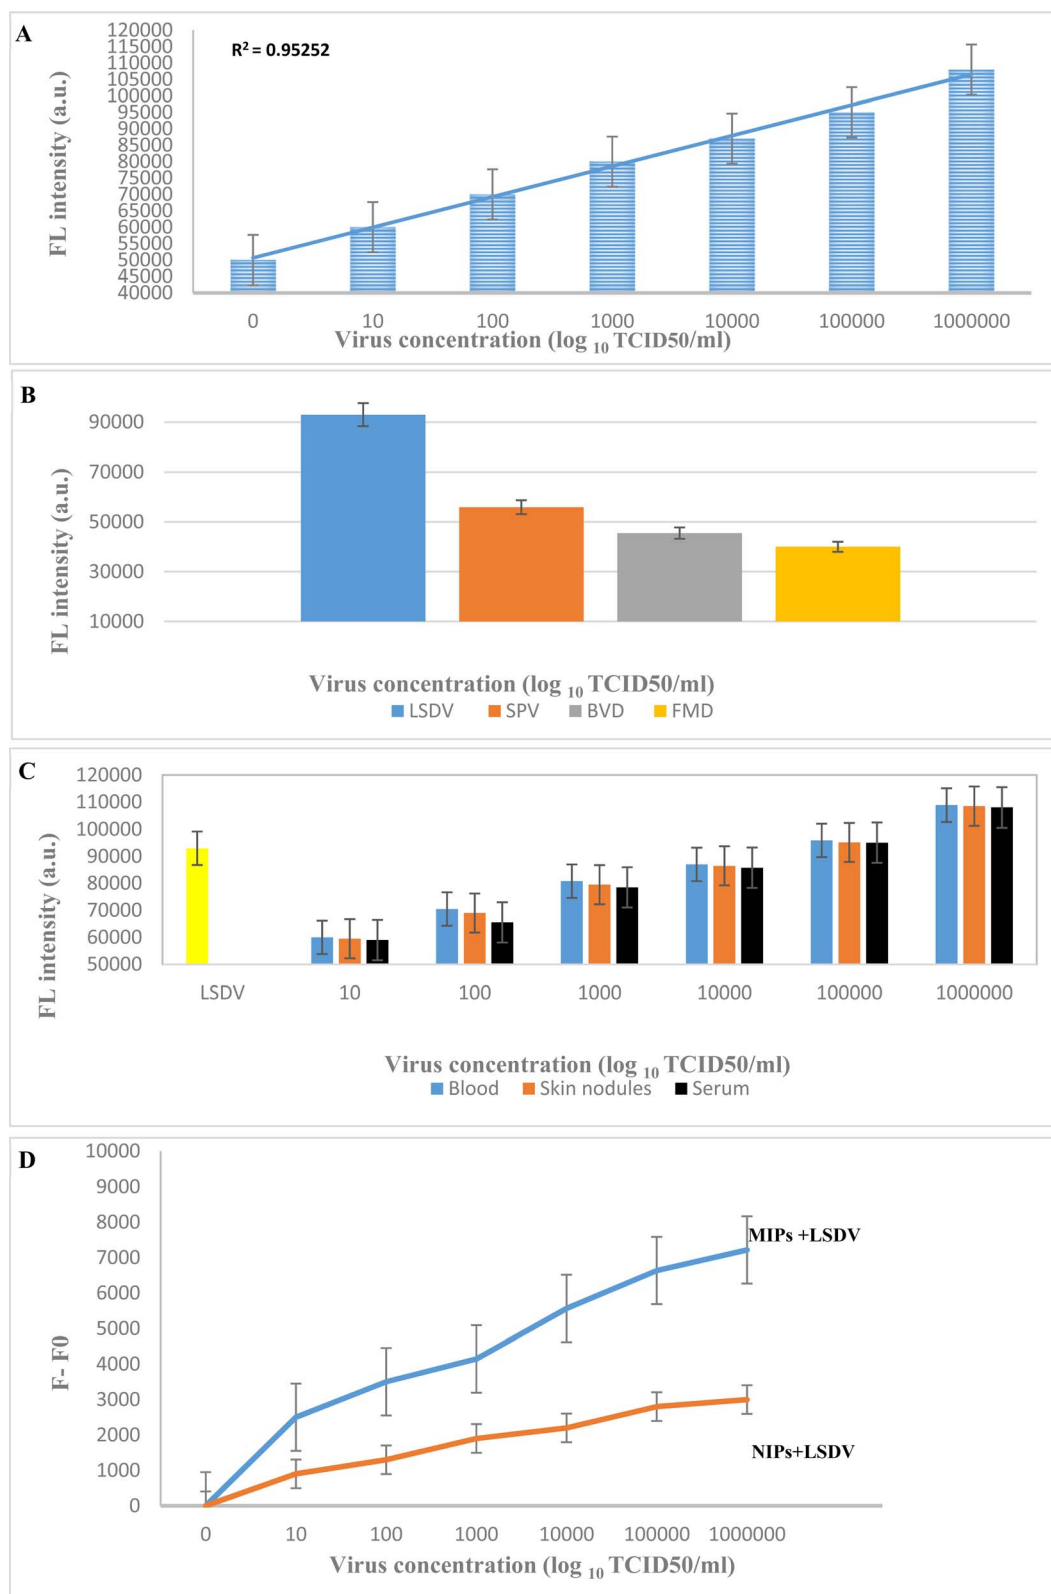 A
R² = 0.95252
FL intensity (a.u.)
120000
115000
110000
105000
100000
95000
90000
85000
80000
75000
70000
65000
60000
55000
50000
45000
40000
0 10 100 1000 10000 100000 1000000
Virus concentration (log 10 TCID50/ml)
B
FL intensity (a.u.)
90000
70000
50000
30000
10000
Virus concentration (log 10 TCID50/ml)
LSDV SPV BVD FMD
C
FL intensity (a.u.)
120000
110000
100000
90000
80000
70000
60000
50000
LSDV 10 100 1000 10000 100000 1000000
Virus concentration (log 10 TCID50/ml)
Blood Skin nodules Serum
D
F- F0
10000
9000
8000
7000
6000
5000
4000
3000
2000
1000
0
MIPs +LSDV
NIPs+LSDV
0 10 100 1000 10000 100000 1000000
Virus concentration (log 10 TCID50/ml)